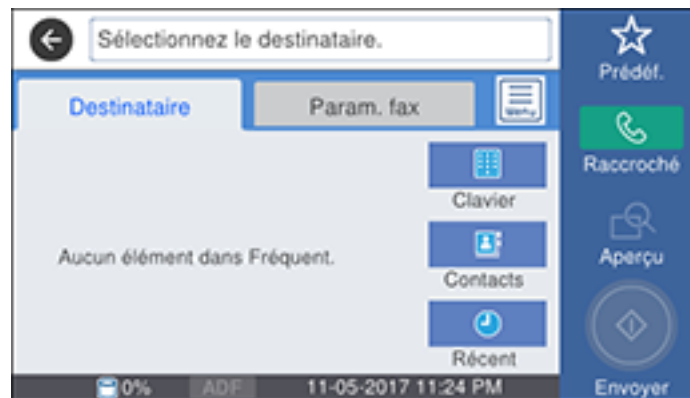 Sélectionnez le destinataire.
Prédéf.
Destinataire
Param. fax
Menu
Raccroché
Clavier
Aucun élément dans Fréquent.
Aperçu
Contacts
Récent
0%
ADF
11-05-2017 11:24 PM
Envoyer